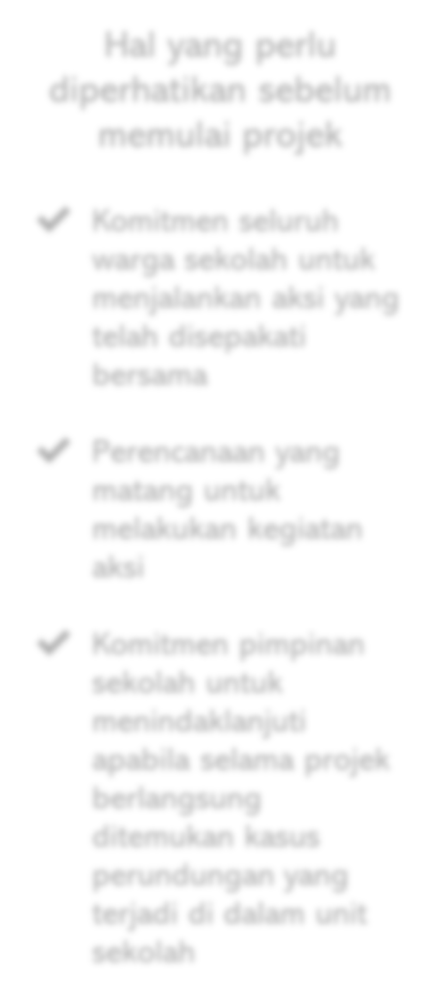 Hal yang perlu
diperhatikan sebelum
memulai projek
Komitmen seluruh
warga sekolah untuk
menjalankan aksi yang
telah disepakati
bersama
Perencanaan yang
matang untuk
melakukan kegiatan
aksi
Komitmen pimpinan
sekolah untuk
menindaklanjuti
apabila selama projek
berlangsung
ditemukan kasus
perundungan yang
terjadi di dalam unit
sekolah